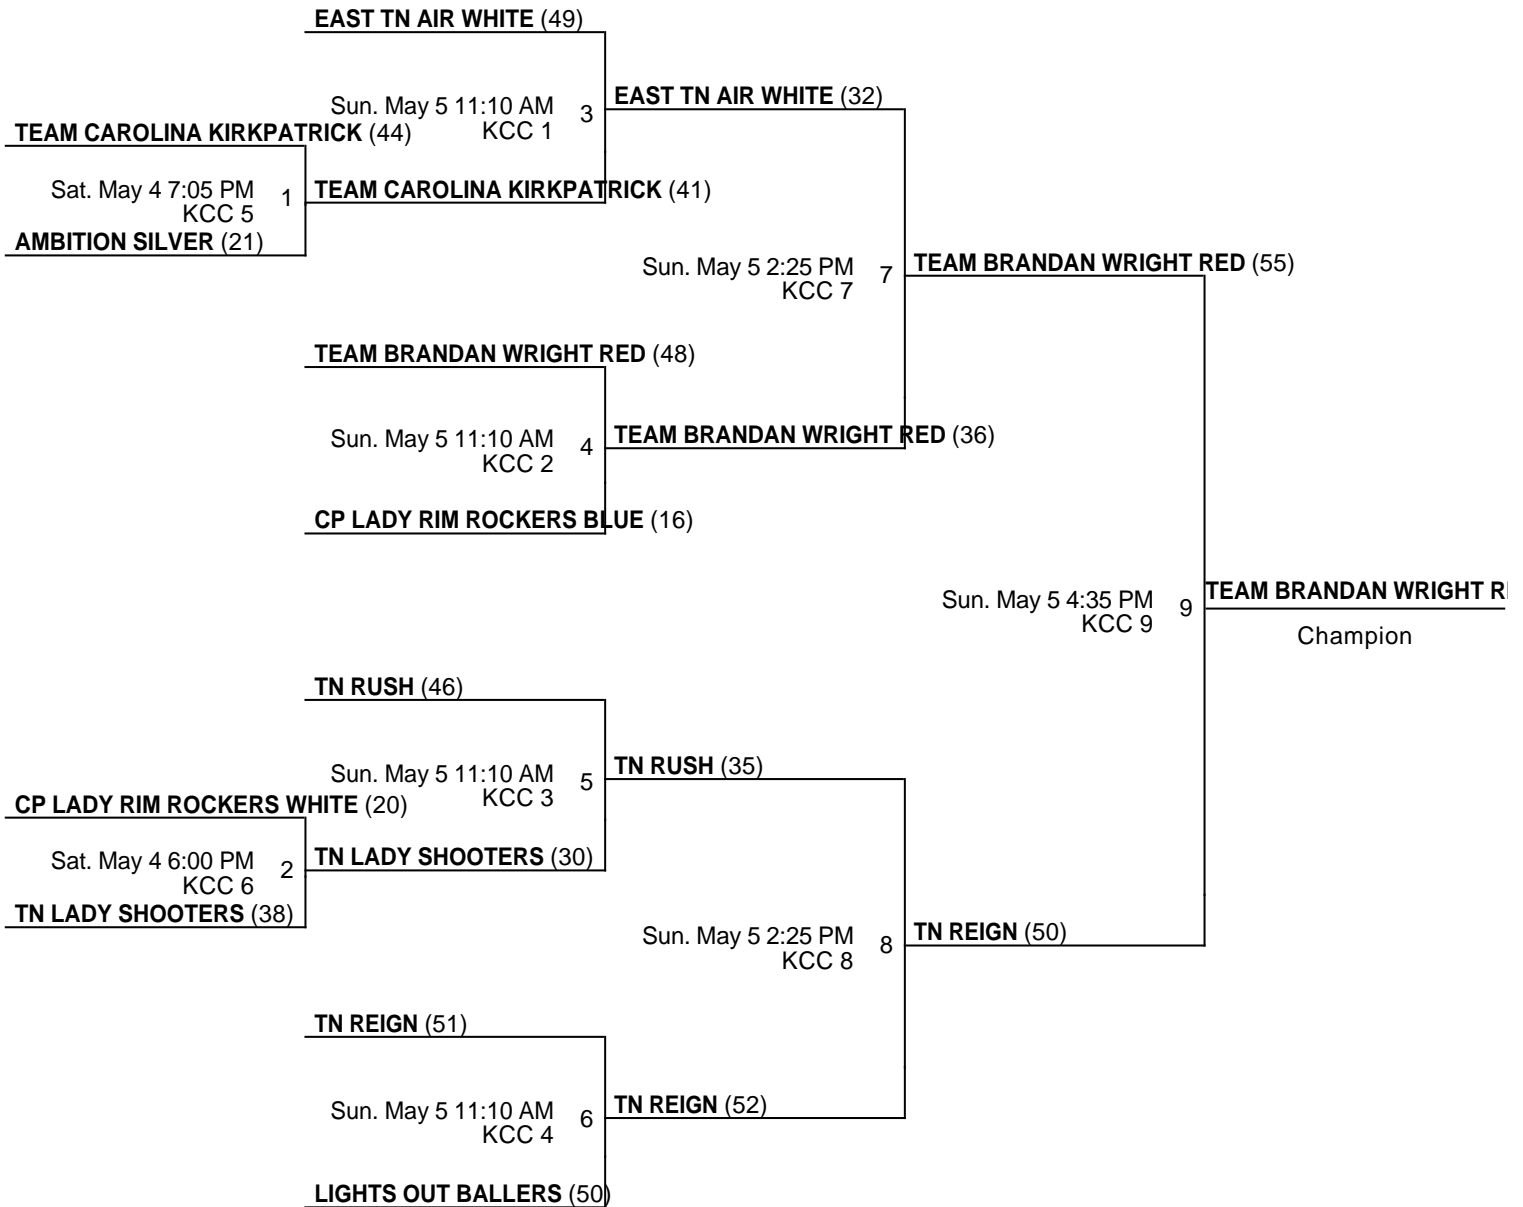 EAST TN AIR WHITE (49)
Sun. May 5 11:10 AM 3
KCC 1
EAST TN AIR WHITE (32)
TEAM CAROLINA KIRKPATRICK (44)
Sat. May 4 7:05 PM 1
KCC 5
TEAM CAROLINA KIRKPATRICK (41)
AMBITION SILVER (21)
Sun. May 5 2:25 PM 7
KCC 7
TEAM BRANDAN WRIGHT RED (55)
TEAM BRANDAN WRIGHT RED (48)
Sun. May 5 11:10 AM 4
KCC 2
TEAM BRANDAN WRIGHT RED (36)
CP LADY RIM ROCKERS BLUE (16)
Sun. May 5 4:35 PM 9
KCC 9
TEAM BRANDAN WRIGHT R
Champion
TN RUSH (46)
Sun. May 5 11:10 AM 5
KCC 3
TN RUSH (35)
CP LADY RIM ROCKERS WHITE (20)
Sat. May 4 6:00 PM 2
KCC 6
TN LADY SHOOTERS (30)
TN LADY SHOOTERS (38)
Sun. May 5 2:25 PM 8
KCC 8
TN REIGN (50)
TN REIGN (51)
Sun. May 5 11:10 AM 6
KCC 4
TN REIGN (52)
LIGHTS OUT BALLERS (50)